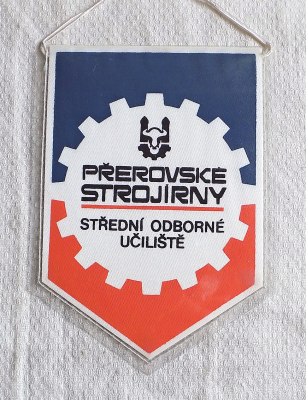 PŘEROVSKÉ
STROJÍRNY
STŘEDNÍ ODBORNÉ
UČILIŠTĚ